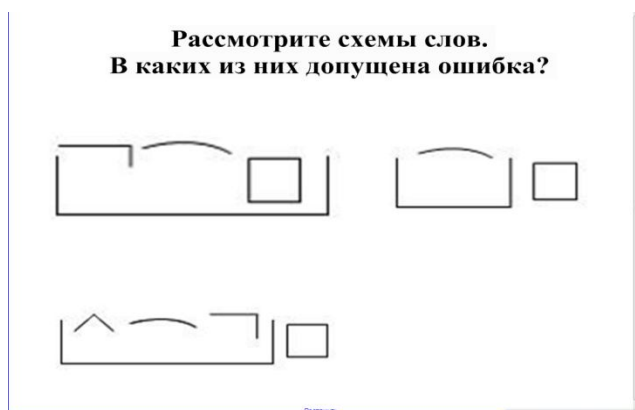 Рассмотрите схемы слов.
В каких из них допущена ошибка?